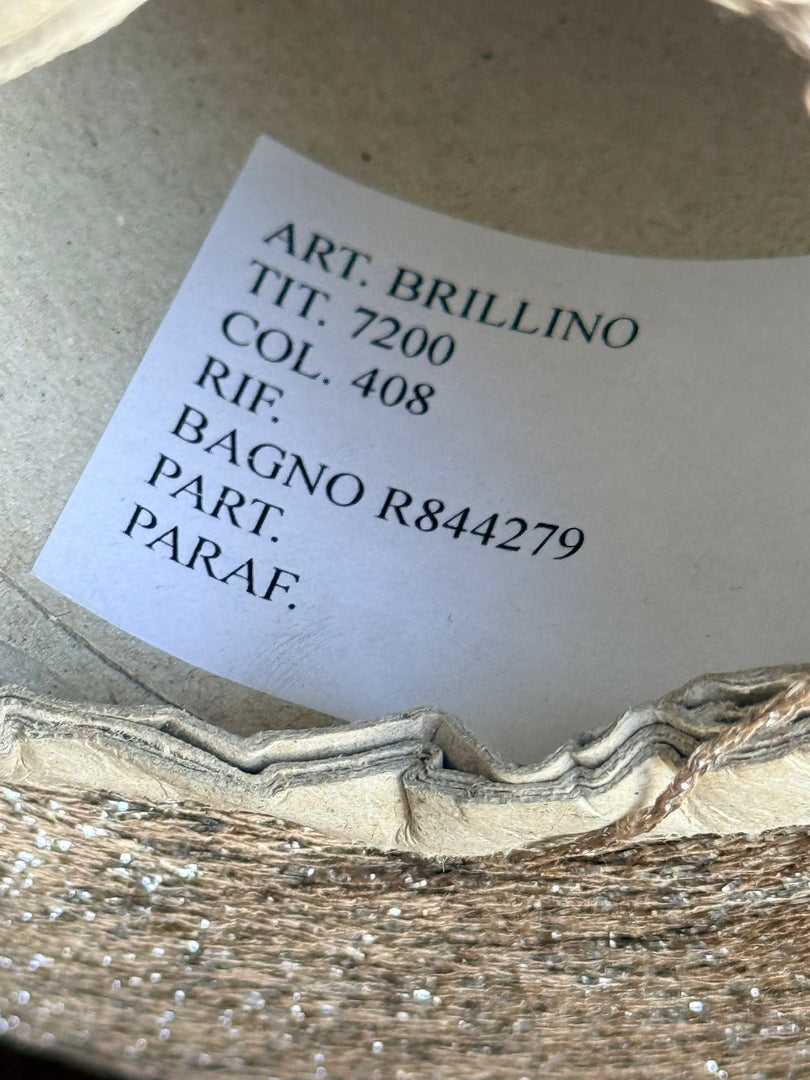 ART. BRILLINO
TIT. 7200
COL. 408
RIF.
BAGNO R844279
PART.
PARAF.